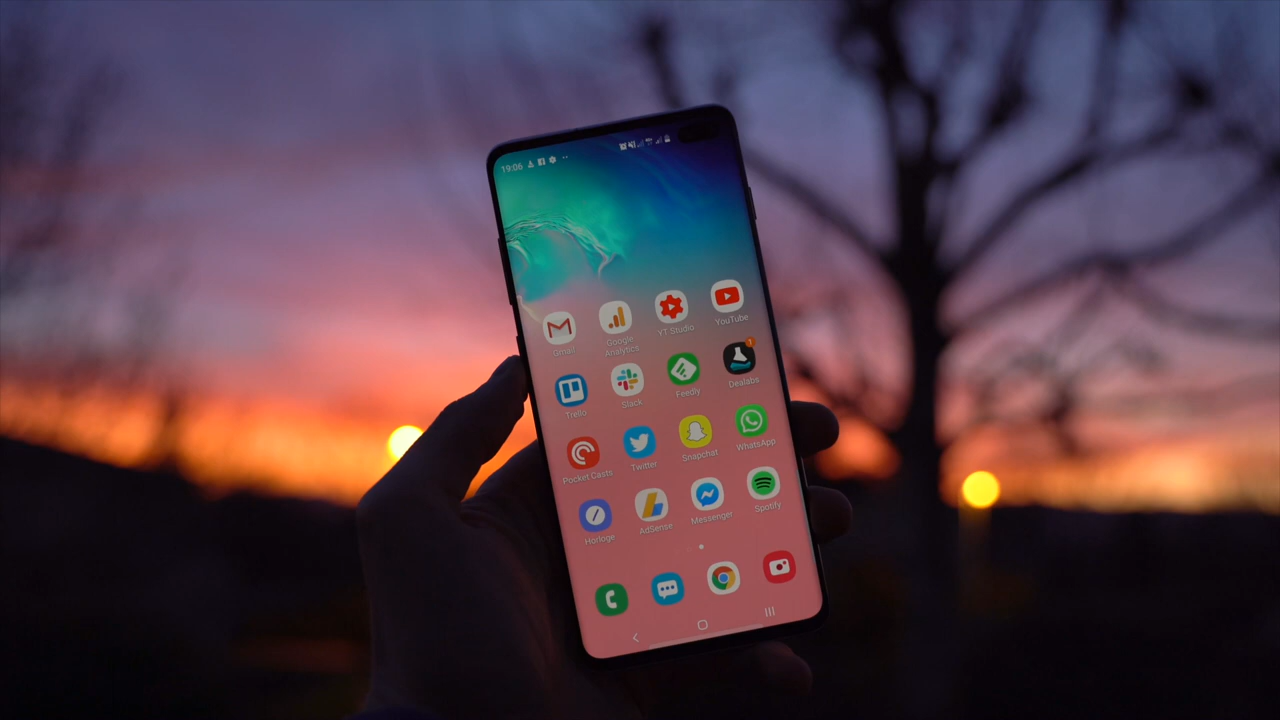 19:06
Gmail
Google
Analytics
YT Studio
YouTube
Trello
Slack
Feedly
1
Dealabs
Pocket Casts
Twitter
Snapchat
WhatsApp
Horloge
AdSense
Messenger
Spotify